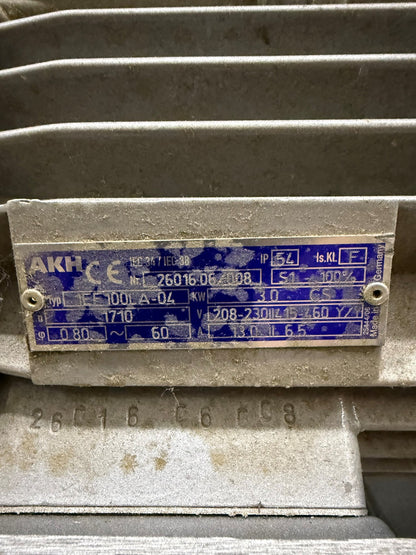 AKH CE IEC 34 / IEC 38 IP 54 Is.Kl. F
Nr. 26016 06 / 008 S1 - 100%
Typ 100LA-04 KW 3.0
1710 V 208-230 415-460 Y/
φ 0.80 ~ 60 A 13.0 6.5
Made in Germany
26016 06 008